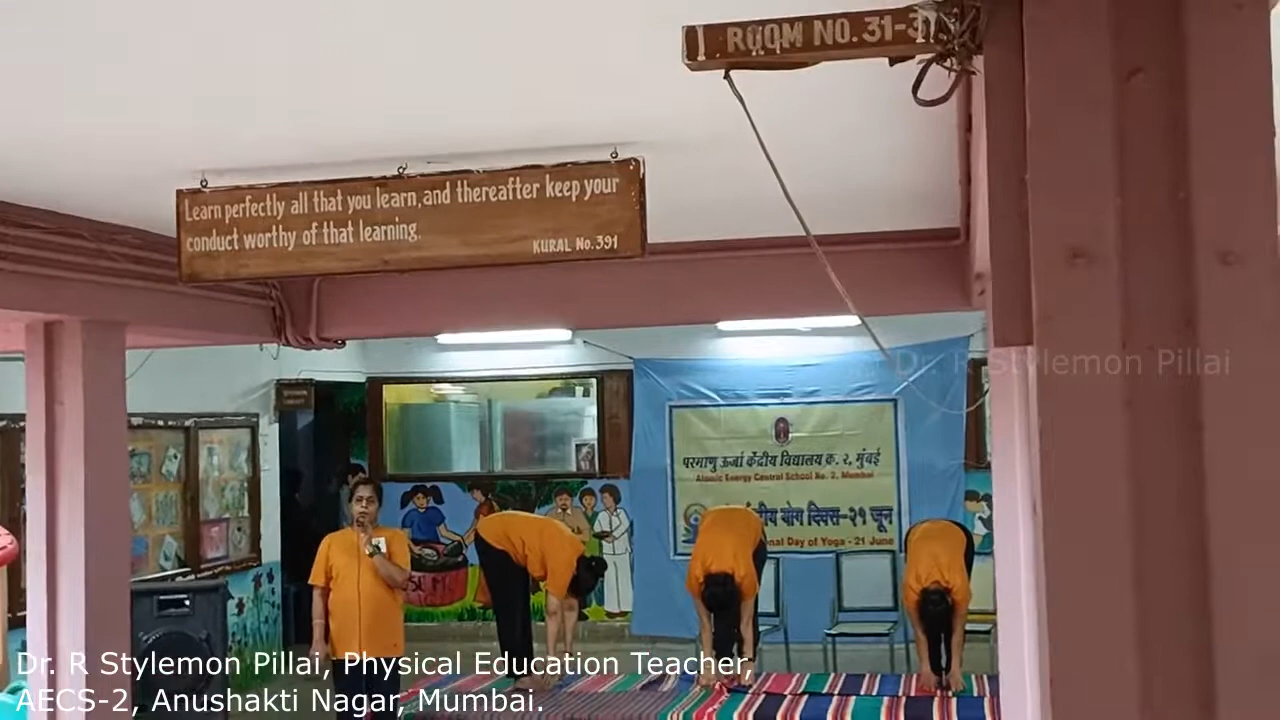 ROOM NO. 31-3
Learn perfectly all that you learn, and thereafter keep your
conduct worthy of that learning.
KURAL No. 391
Dr. R Stylemon Pillai
परमाणु ऊर्जा केंद्रीय विद्यालय क्र. २, मुंबई
Atomic Energy Central School No. 2, Mumbai
योग दिवस-२१ जून
Day of Yoga - 21 June
Dr. R Stylemon Pillai, Physical Education Teacher,
AECS-2, Anushakti Nagar, Mumbai.